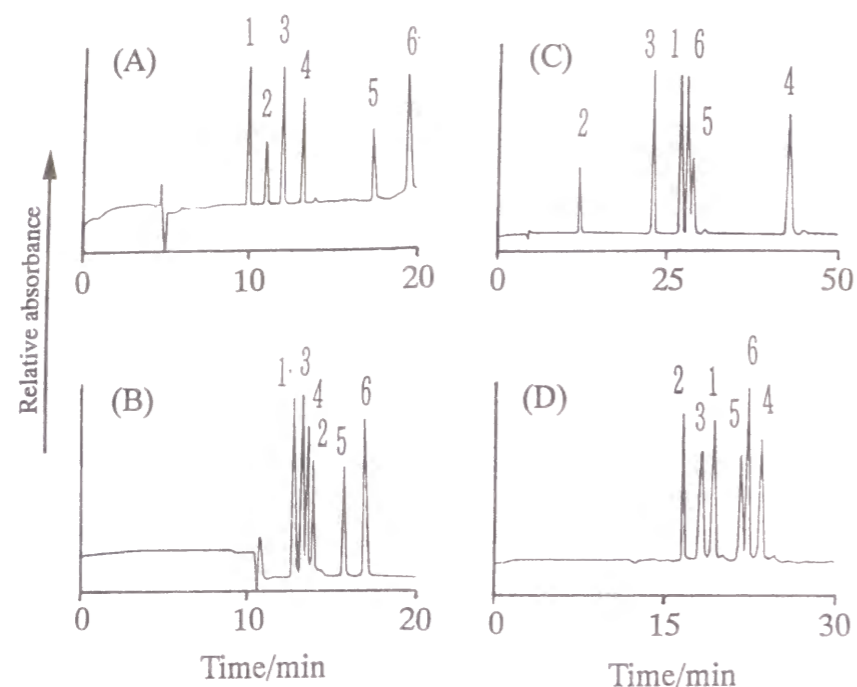 (A)
1 2 3 4 5 6
0 10 20
(C)
2 3 1 6 5 4
0 25 50
Relative absorbance
(B)
1 3 4 2 5 6
0 10 20
Time/min
(D)
2 3 1 5 6 4
0 15 30
Time/min